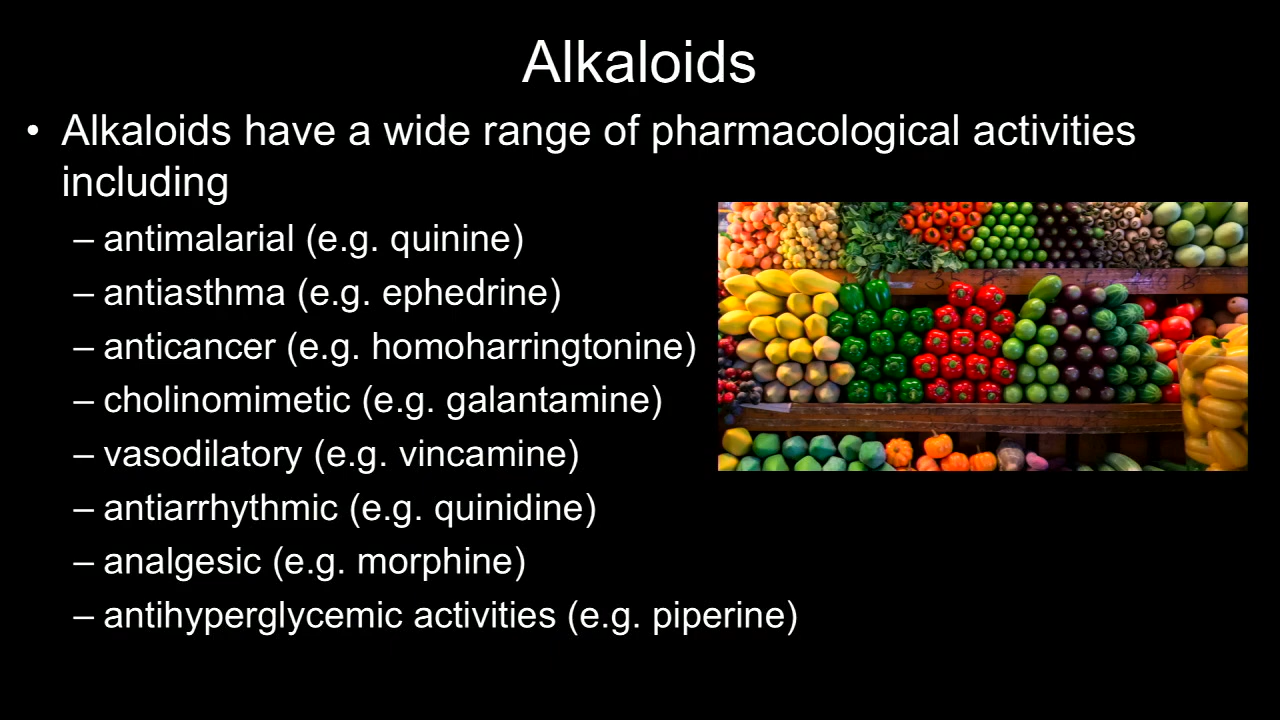 Alkaloids
• Alkaloids have a wide range of pharmacological activities
including
– antimalarial (e.g. quinine)
– antiasthma (e.g. ephedrine)
– anticancer (e.g. homoharringtonine)
– cholinomimetic (e.g. galantamine)
– vasodilatory (e.g. vincamine)
– antiarrhythmic (e.g. quinidine)
– analgesic (e.g. morphine)
– antihyperglycemic activities (e.g. piperine)